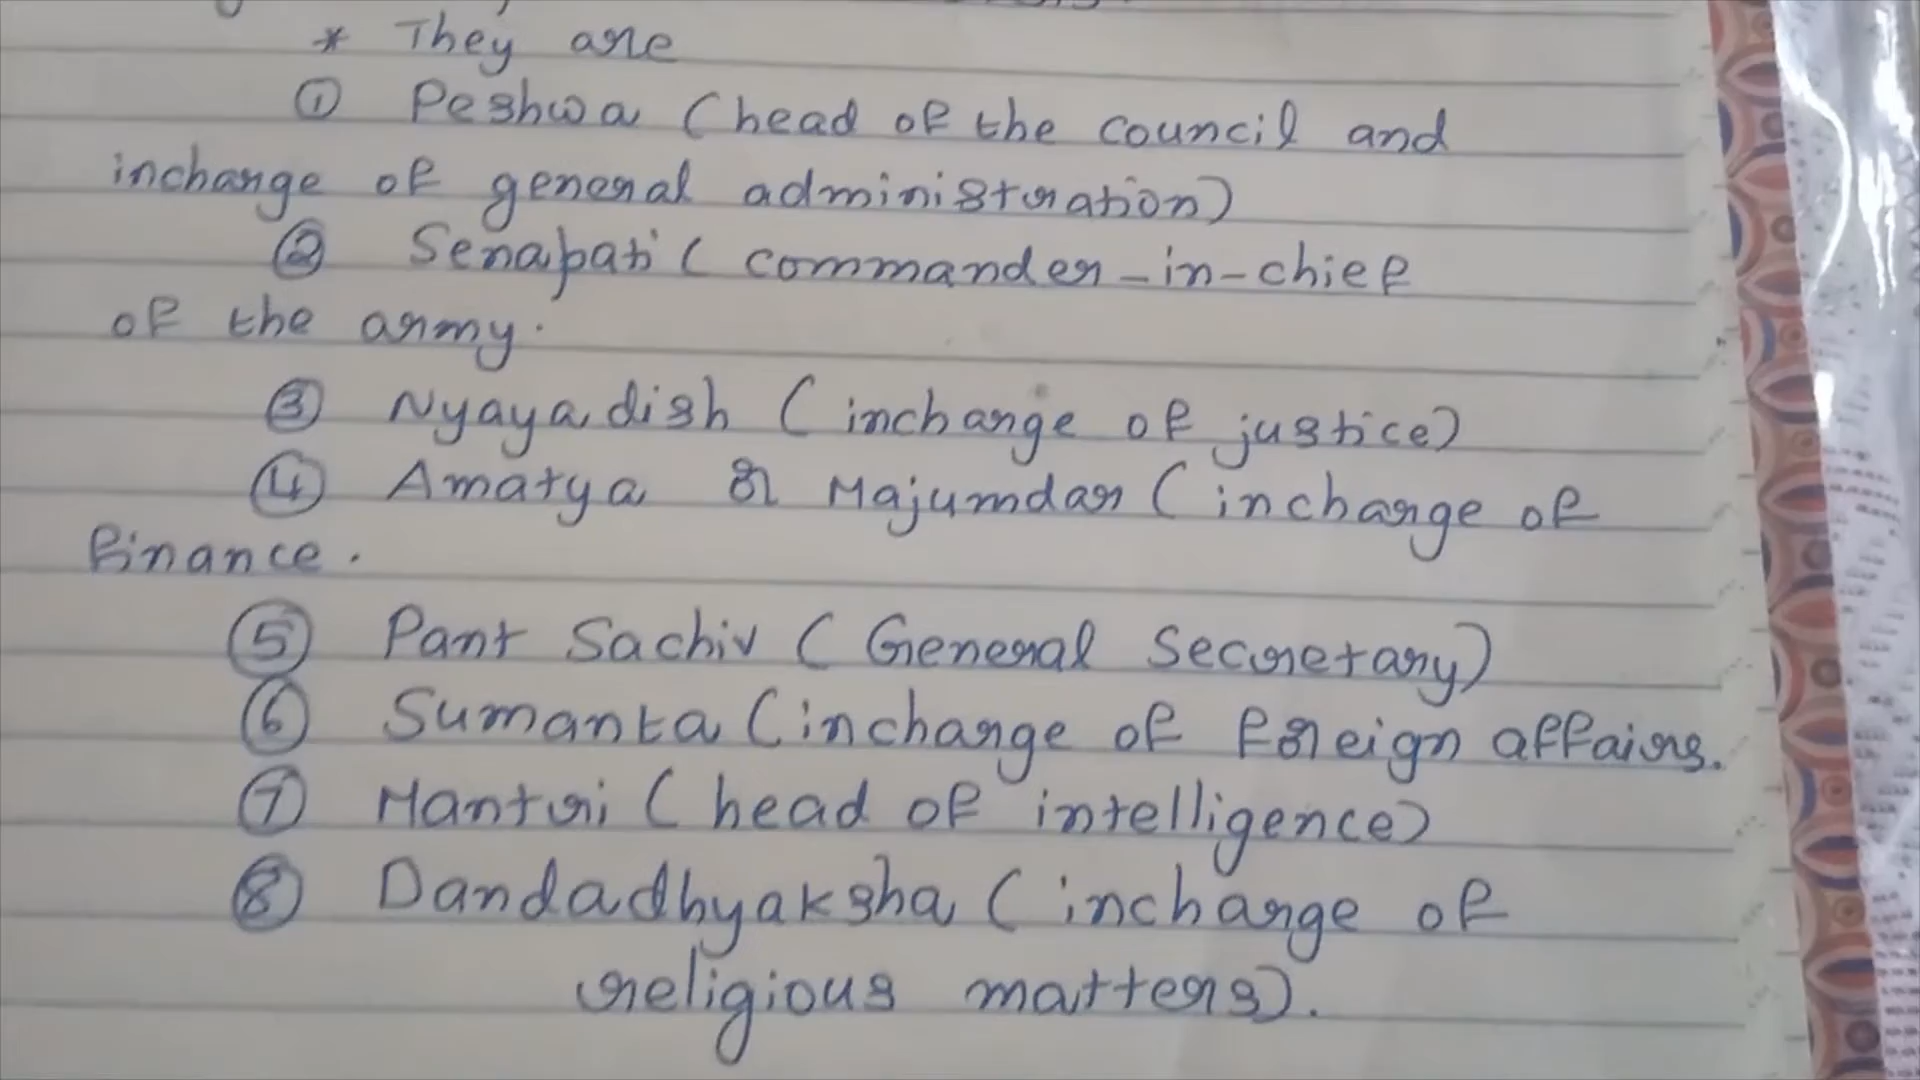 * They are
① Peshwa (head of the council and
incharge of general administration)
② Senapati ( commander-in-chief
of the army.
③ Nyayadish (incharge of justice)
④ Amatya or Majumdar (incharge of
finance.
⑤ Pant Sachiv (General Secretary)
⑥ Sumanta (incharge of foreign affairs.
⑦ Mantri (head of intelligence)
⑧ Dandadhyaksha (incharge of
religious matters).